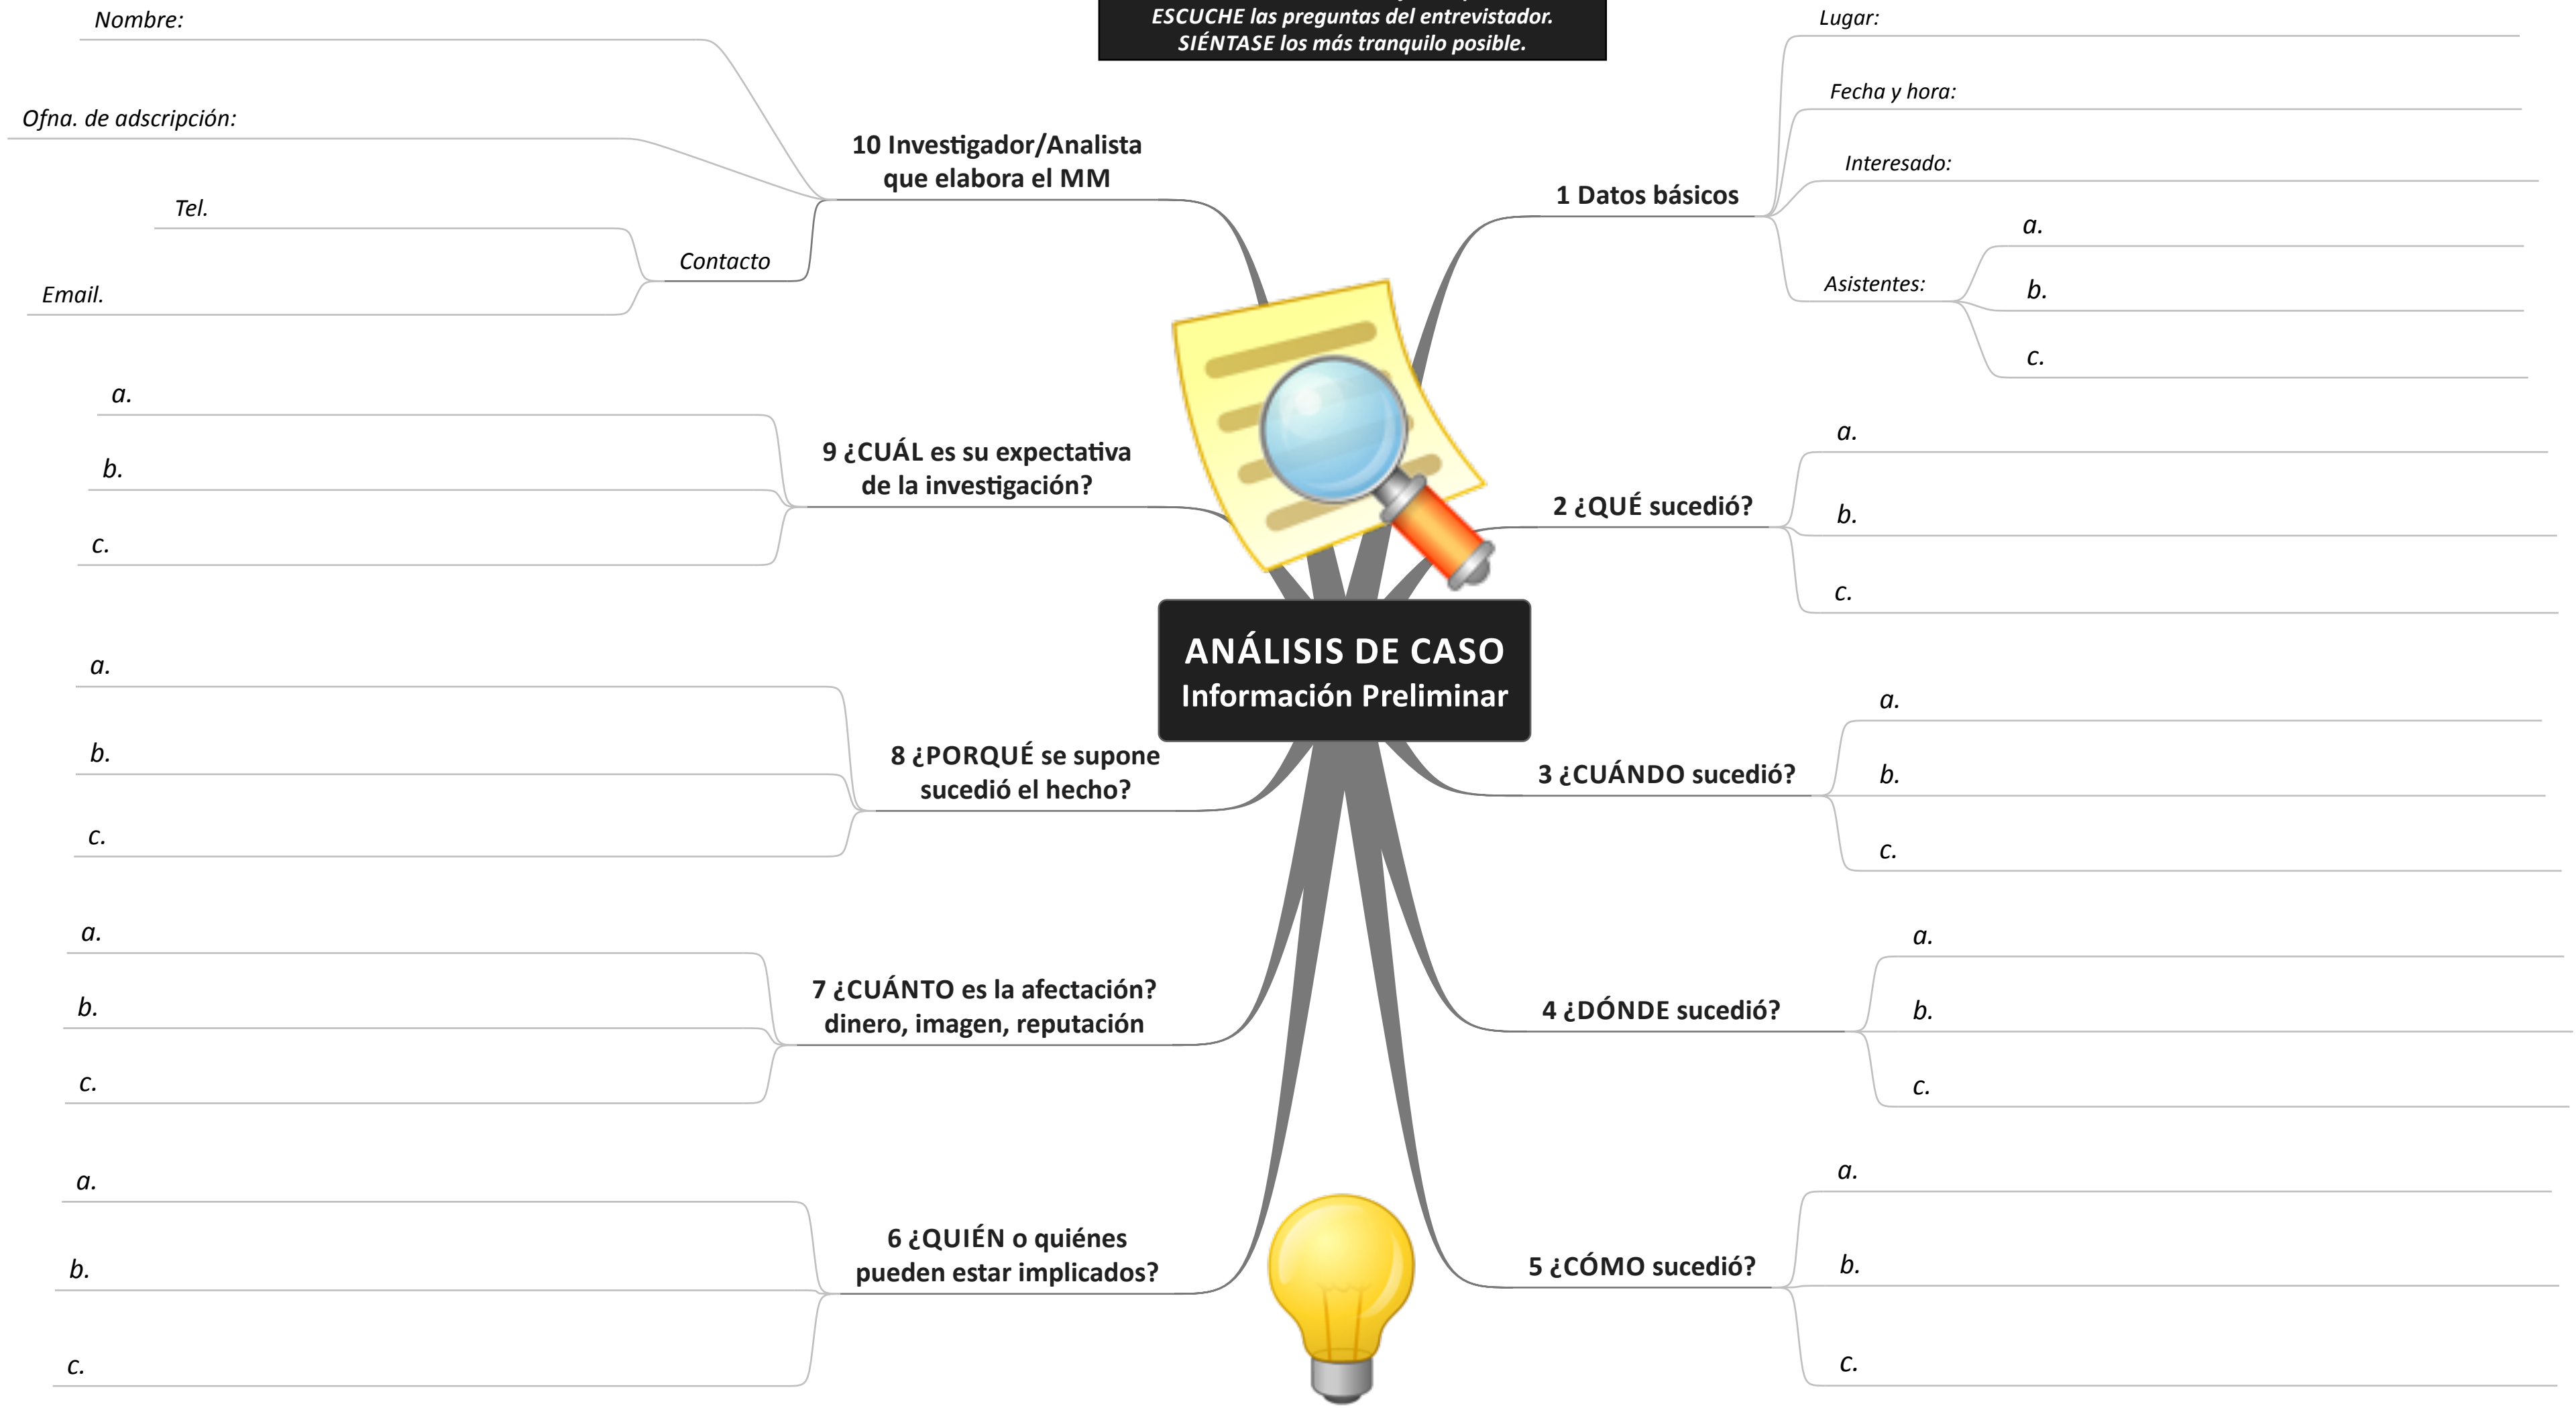 ESCUCHE las preguntas del entrevistador.
SIÉNTASE los más tranquilo posible.
ANÁLISIS DE CASO
Información Preliminar
1 Datos básicos
Lugar:
Fecha y hora:
Interesado:
Asistentes:
a.
b.
c.
2 ¿QUÉ sucedió?
a.
b.
c.
3 ¿CUÁNDO sucedió?
a.
b.
c.
4 ¿DÓNDE sucedió?
a.
b.
c.
5 ¿CÓMO sucedió?
a.
b.
c.
6 ¿QUIÉN o quiénes
pueden estar implicados?
a.
b.
c.
7 ¿CUÁNTO es la afectación?
dinero, imagen, reputación
a.
b.
c.
8 ¿PORQUÉ se supone
sucedió el hecho?
a.
b.
c.
9 ¿CUÁL es su expectativa
de la investigación?
a.
b.
c.
10 Investigador/Analista
que elabora el MM
Nombre:
Ofna. de adscripción:
Contacto
Tel.
Email.